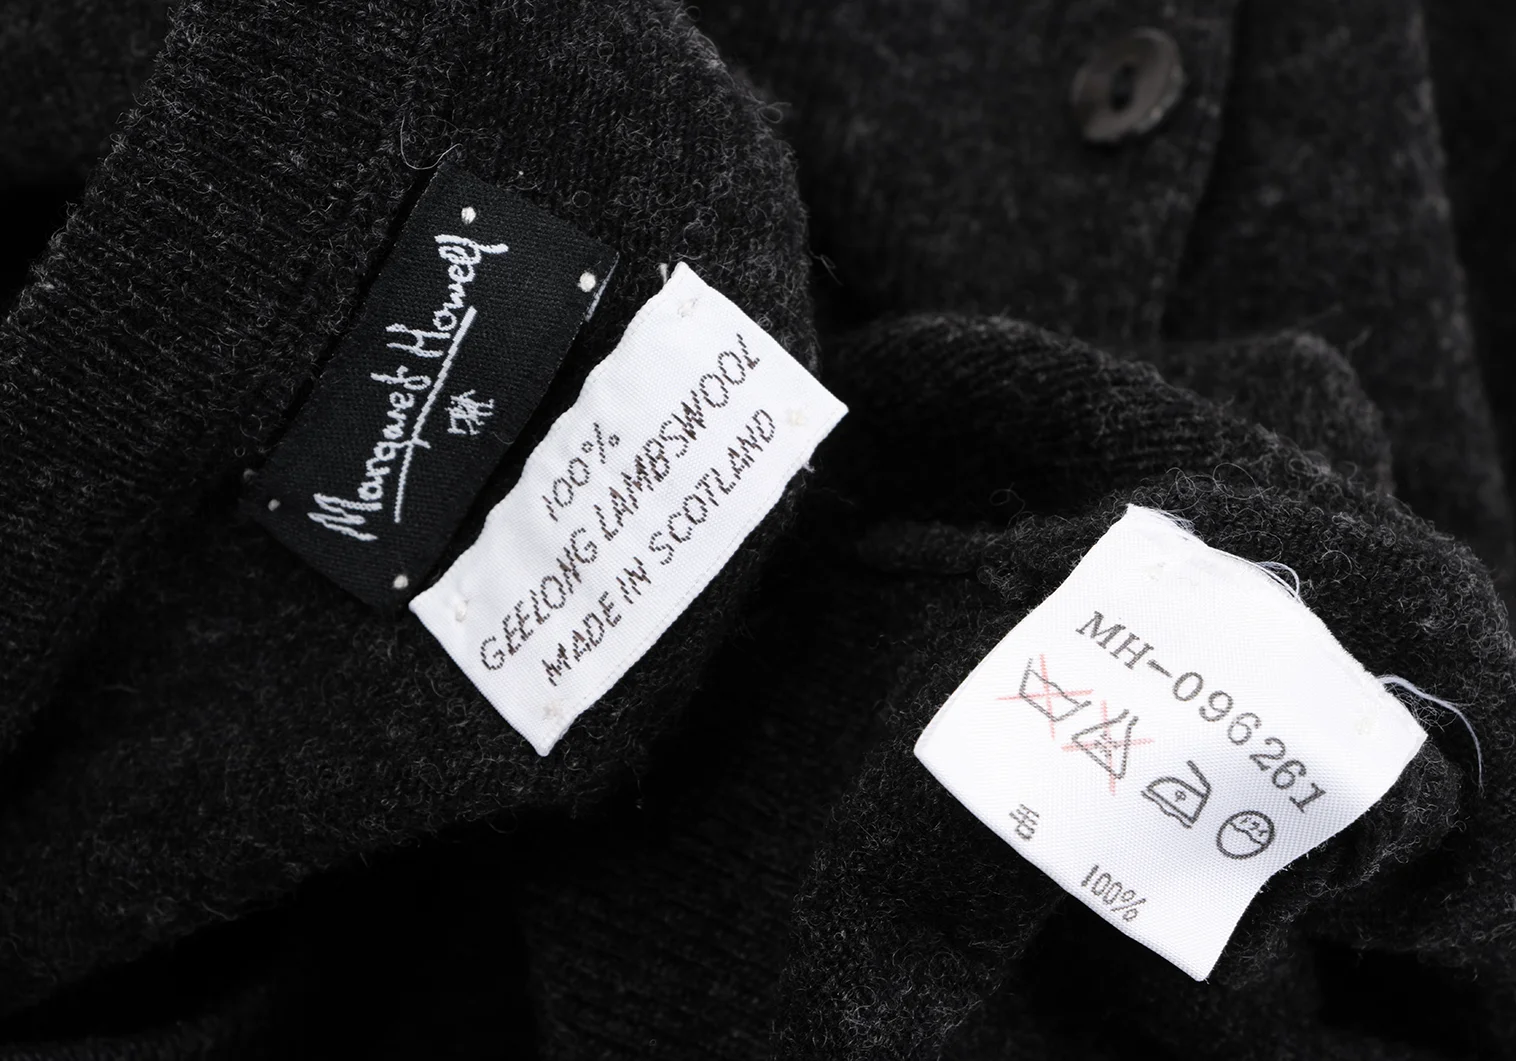 Margaret Howell
100%
GEELONG LAMBSWOOL
MADE IN SCOTLAND
MH-096261
毛
100%